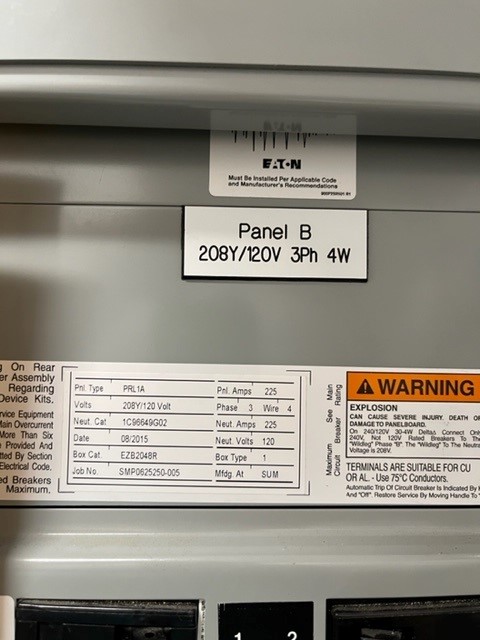 EATON
Must Be Installed Per Applicable Code
and Manufacturer's Recommendations
Panel B
208Y/120V 3Ph 4W
g On Rear
er Assembly
Regarding
Device Kits.
rvice Equipment
Main Overcurrent
More Than Six
Provided And
tted By Section
Electrical Code.
ed Breakers
Maximum.
Pnl. Type PRL1A Pnl. Amps 225
Volts 208Y/120 Volt Phase 3 Wire 4
Neut. Cat 1C96649G02 Neut. Amps 225
Date 08/2015 Neut. Volts 120
Box Cat. EZB2048R Box Type 1
Job No. SMP0625250-005 Mfdg. At SUM
Maximum See Main
Circuit Breaker Rating
WARNING
EXPLOSION
CAN CAUSE SEVERE INJURY, DEATH OR
DAMAGE TO PANELBOARD.
On 240/120V 3O-4W Delta, Connect Only
240V, Not 120V Rated Breakers To The
"Wildleg" Phase "B". The "Wildleg" To The Neutral
Voltage is 208V.
TERMINALS ARE SUITABLE FOR CU
OR AL. - Use 75°C Conductors.
Automatic Trip Of Circuit Breaker Is Indicated By H
And "Off". Restore Service By Moving Handle To "
1 2